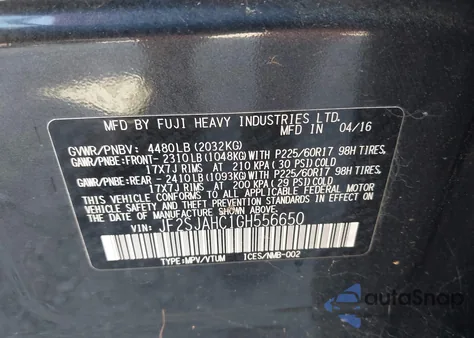 MFD BY FUJI HEAVY INDUSTRIES LTD.
MFD IN 04/16
GVWR/PNBV: 4480LB(2032KG)
GAWR/PNBE:FRONT-2310LB(1048KG)WITH P225/60R17 98H TIRES,
17X7J RIMS AT 210 KPA(30 PSI)COLD
GAWR/PNBE:REAR -2410LB(1093KG)WITH P225/60R17 98H TIRES,
17X7J RIMS AT 200 KPA(29 PSI)COLD
THIS VEHICLE CONFORMS TO ALL APPLICABLE FEDERAL MOTOR
VEHICLE SAFETY AND BUMPER STANDARDS IN EFFECT ON THE
DATE OF MANUFACTURE SHOWN ABOVE.
VIN: JF2SJAHC1GH556650
TYPE:MPV/VTUM ICES/NMB-002
autoSnap